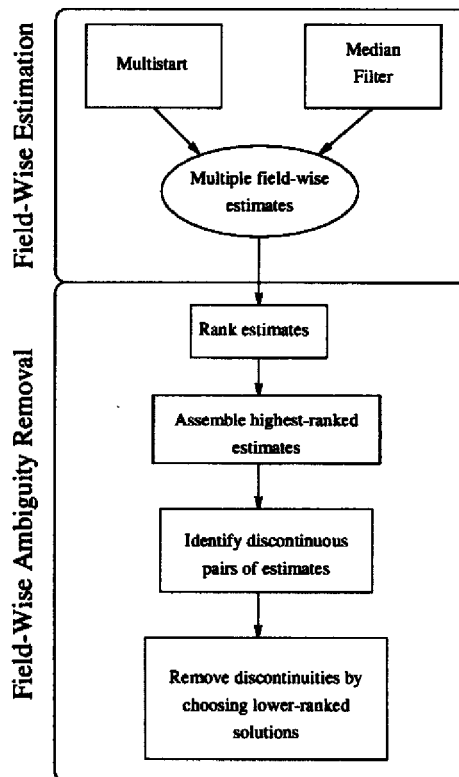 Field-Wise Estimation
Multistart
Median
Filter
Multiple field-wise
estimates
Field-Wise Ambiguity Removal
Rank estimates
Assemble highest-ranked
estimates
Identify discontinuous
pairs of estimates
Remove discontinuities by
choosing lower-ranked
solutions